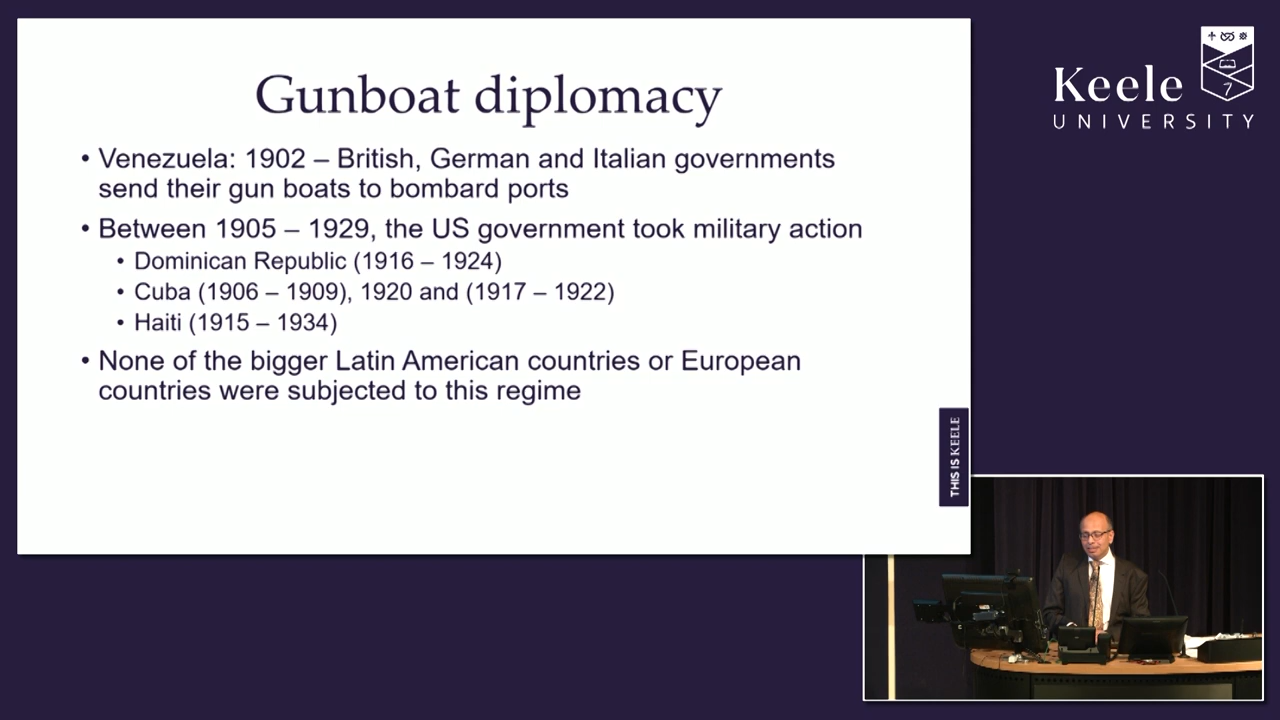 Gunboat diplomacy
• Venezuela: 1902 – British, German and Italian governments
send their gun boats to bombard ports
• Between 1905 – 1929, the US government took military action
• Dominican Republic (1916 – 1924)
• Cuba (1906 – 1909), 1920 and (1917 – 1922)
• Haiti (1915 – 1934)
• None of the bigger Latin American countries or European
countries were subjected to this regime
THIS IS KEELE
Keele
UNIVERSITY